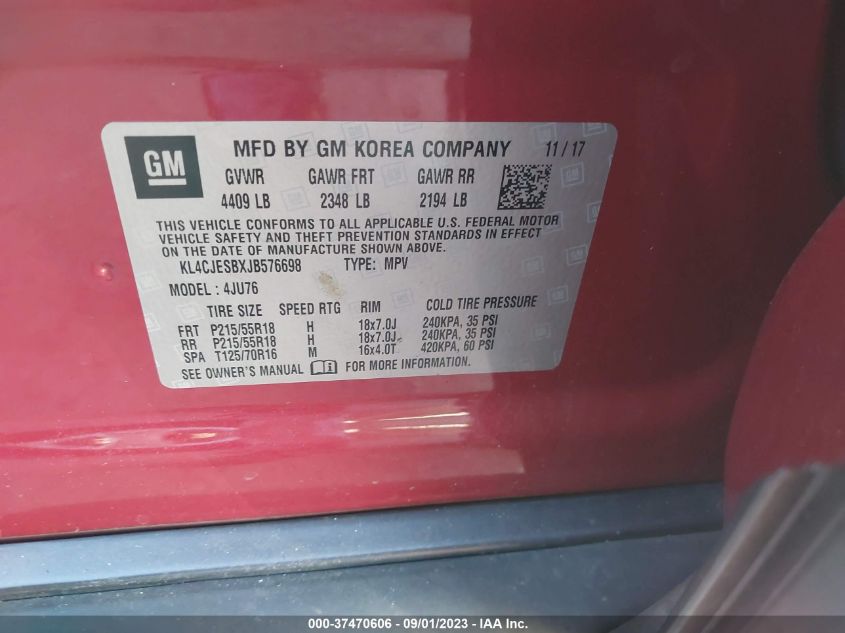 GM
MFD BY GM KOREA COMPANY 11/17
GVWR GAWR FRT GAWR RR
4409 LB 2348 LB 2194 LB
THIS VEHICLE CONFORMS TO ALL APPLICABLE U.S. FEDERAL MOTOR
VEHICLE SAFETY AND THEFT PREVENTION STANDARDS IN EFFECT
ON THE DATE OF MANUFACTURE SHOWN ABOVE.
KL4CJESBXJB576698 TYPE: MPV
MODEL: 4JU76
TIRE SIZE SPEED RTG RIM COLD TIRE PRESSURE
FRT P215/55R18 H 18x7.0J 240KPA, 35 PSI
RR P215/55R18 H 18x7.0J 240KPA, 35 PSI
SPA T125/70R16 M 16x4.0T 420KPA, 60 PSI
SEE OWNER'S MANUAL FOR MORE INFORMATION
000-37470606 - 09/01/2023 - IAA Inc.